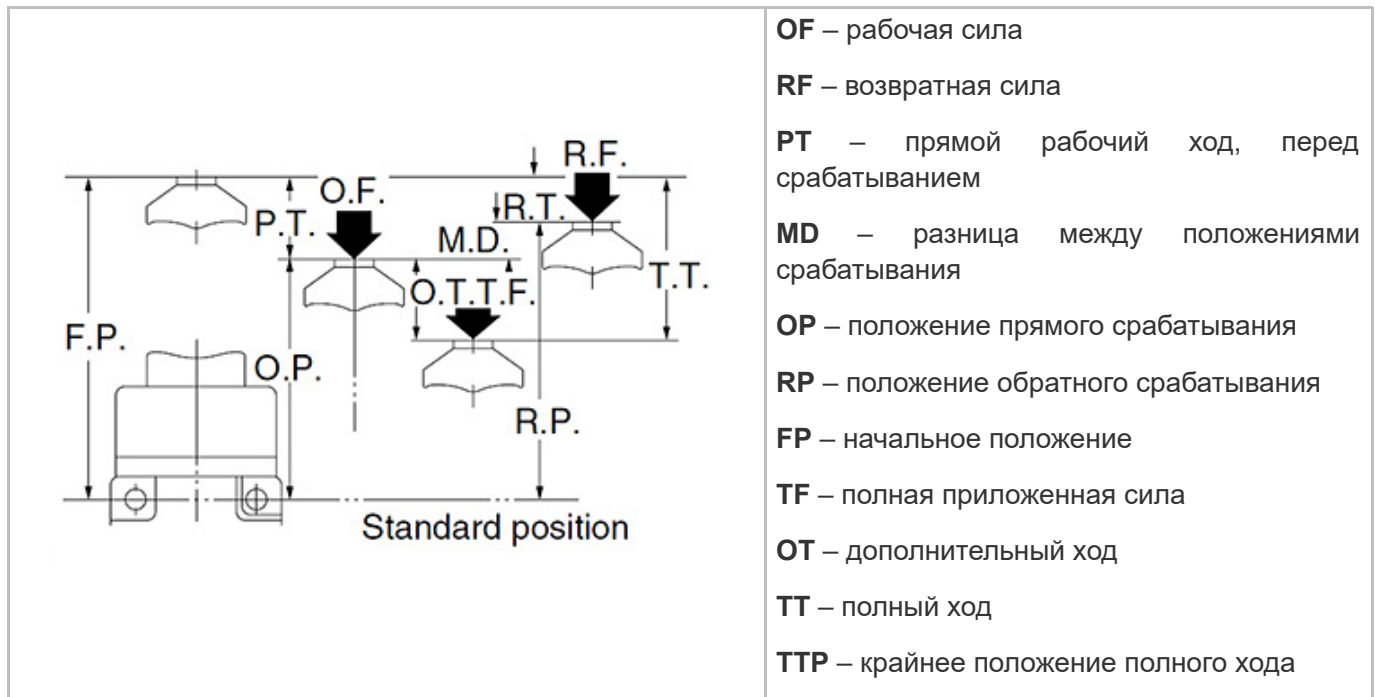 R.F.
O.F.
R.T.
P.T.
M.D.
T.T.
O.T.T.F.
F.P.
O.P.
R.P.
Standard position
OF – рабочая сила
RF – возвратная сила
PT – прямой рабочий ход, перед
срабатыванием
MD – разница между положениями
срабатывания
OP – положение прямого срабатывания
RP – положение обратного срабатывания
FP – начальное положение
TF – полная приложенная сила
OT – дополнительный ход
TT – полный ход
TTP – крайнее положение полного хода